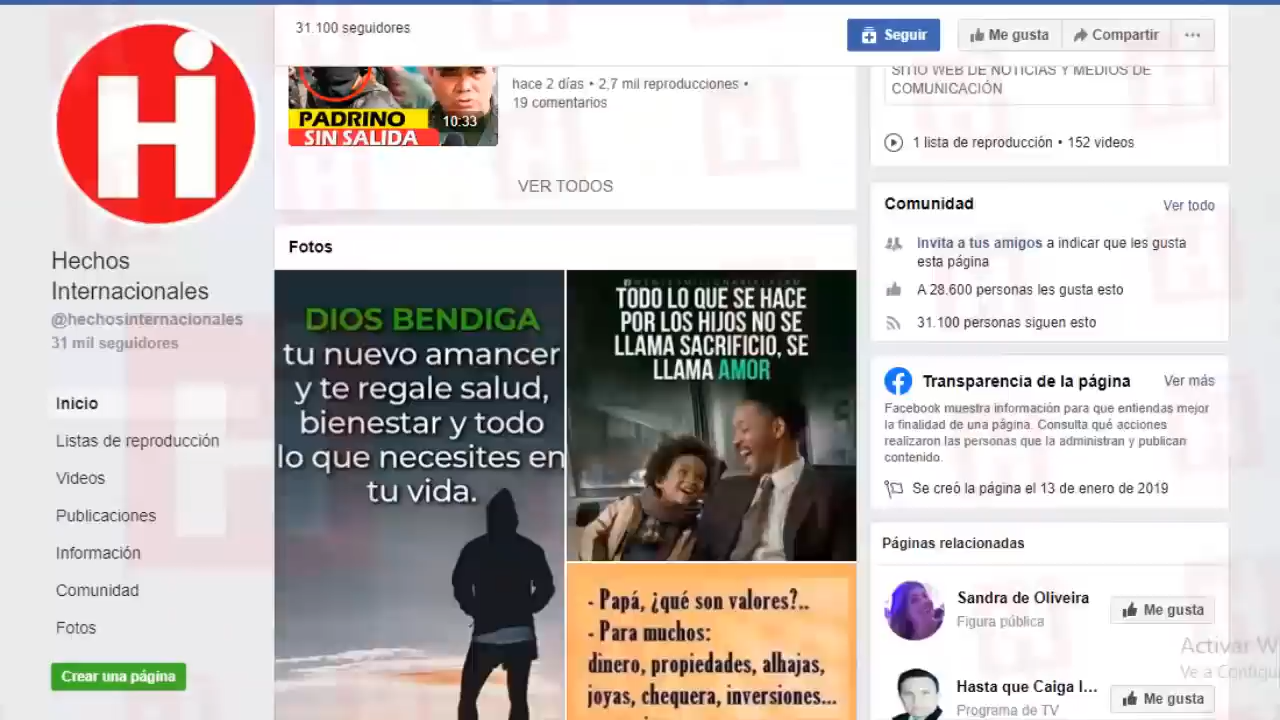 Hi
Hechos
Internacionales
@hechosinternacionales
31 mil seguidores
Inicio
Listas de reproducción
Videos
Publicaciones
Información
Comunidad
Fotos
Crear una página
31.100 seguidores
Seguir
Me gusta
Compartir
PADRINO
SIN SALIDA
10:33
hace 2 días • 2,7 mil reproducciones •
19 comentarios
VER TODOS
Fotos
DIOS BENDIGA
tu nuevo amancer
y te regale salud,
bienestar y todo
lo que necesites en
tu vida.
TODO LO QUE SE HACE
POR LOS HIJOS NO SE
LLAMA SACRIFICIO, SE
LLAMA AMOR
- Papá, ¿qué son valores?..
- Para muchos:
dinero, propiedades, alhajas,
joyas, chequera, inversiones...
SITIO WEB DE NOTICIAS Y MEDIOS DE
COMUNICACIÓN
1 lista de reproducción • 152 videos
Comunidad
Ver todo
Invita a tus amigos a indicar que les gusta
esta página
A 28.600 personas les gusta esto
31.100 personas siguen esto
Transparencia de la página
Ver más
Facebook muestra información para que entiendas mejor
la finalidad de una página. Consulta qué acciones
realizaron las personas que la administran y publican
contenido.
Se creó la página el 13 de enero de 2019
Páginas relacionadas
Sandra de Oliveira
Figura pública
Me gusta
Hasta que Caiga l...
Programa de TV
Me gusta
Activar W
Ve a Configu